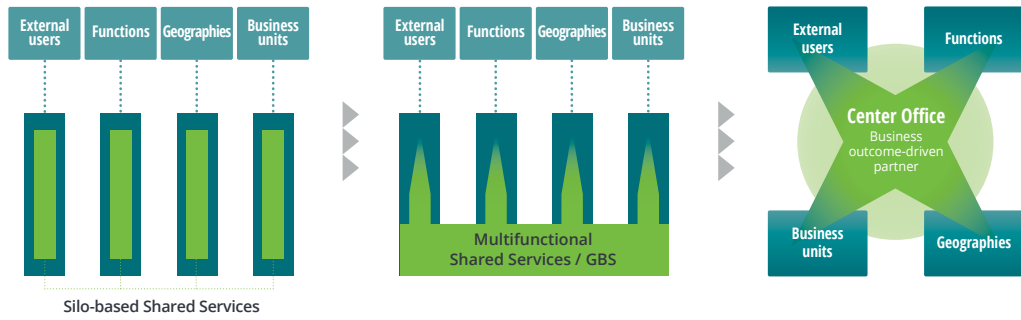 External
users
Functions
Geographies
Business
units
Silo-based Shared Services
External
users
Functions
Geographies
Business
units
Multifunctional
Shared Services / GBS
External
users
Functions
Center Office
Business
outcome-driven
partner
Business
units
Geographies